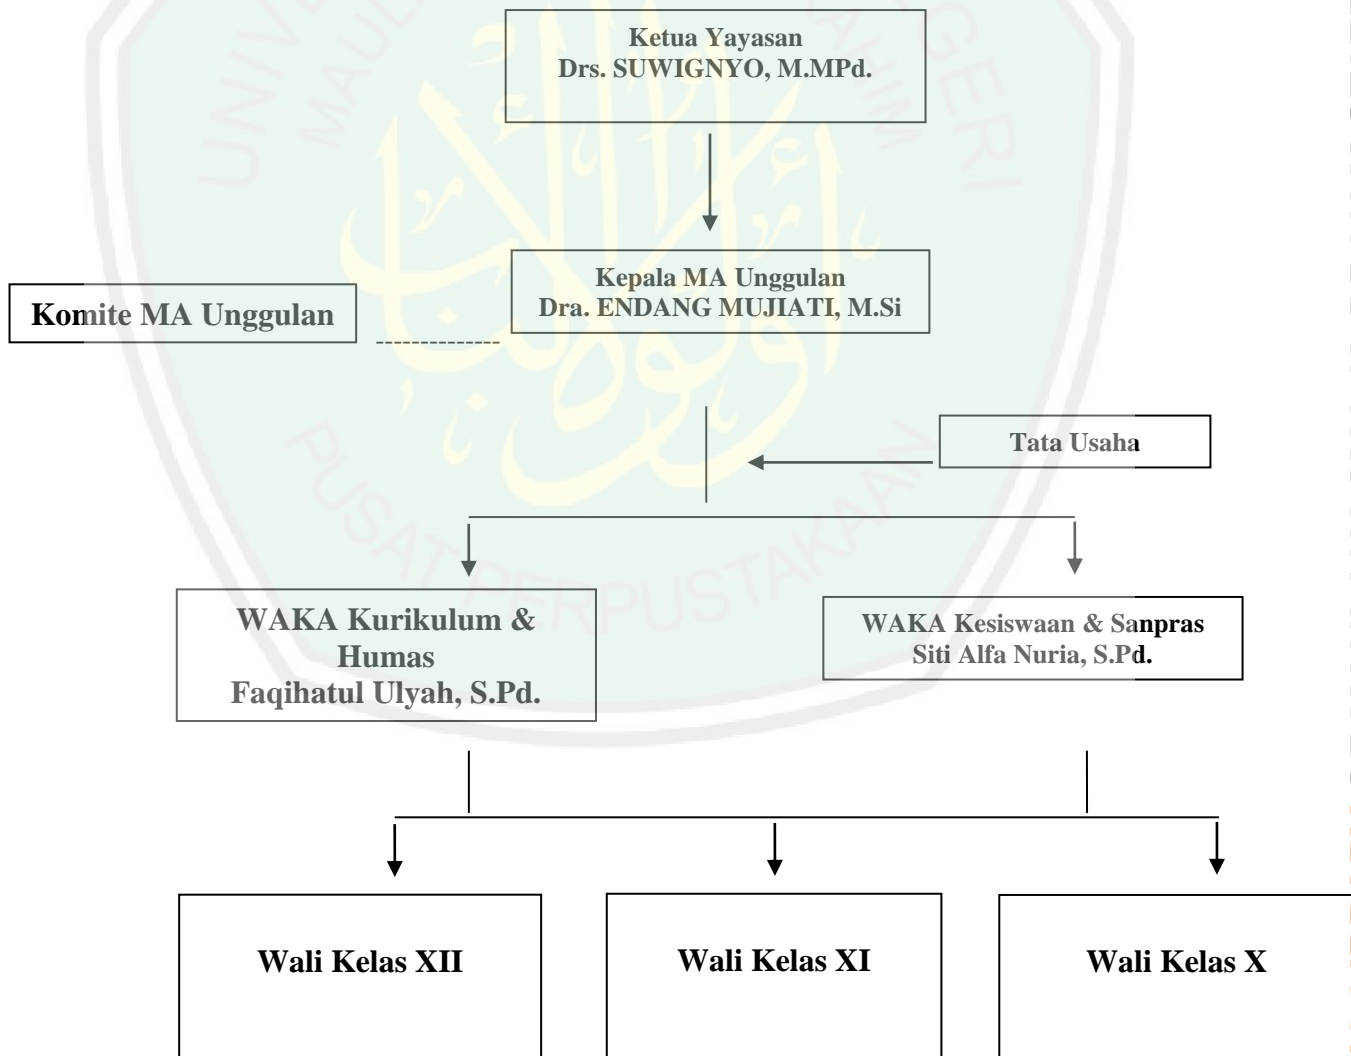 Ketua Yayasan
Drs. SUWIGNYO, M.MPd.
Kepala MA Unggulan
Dra. ENDANG MUJIATI, M.Si
Komite MA Unggulan
Tata Usaha
WAKA Kurikulum &
Humas
Faqihatul Ulyah, S.Pd.
WAKA Kesiswaan & Sanpras
Siti Alfa Nuria, S.Pd.
Wali Kelas XII
Wali Kelas XI
Wali Kelas X
PUSAT PERPUSTAKAAN